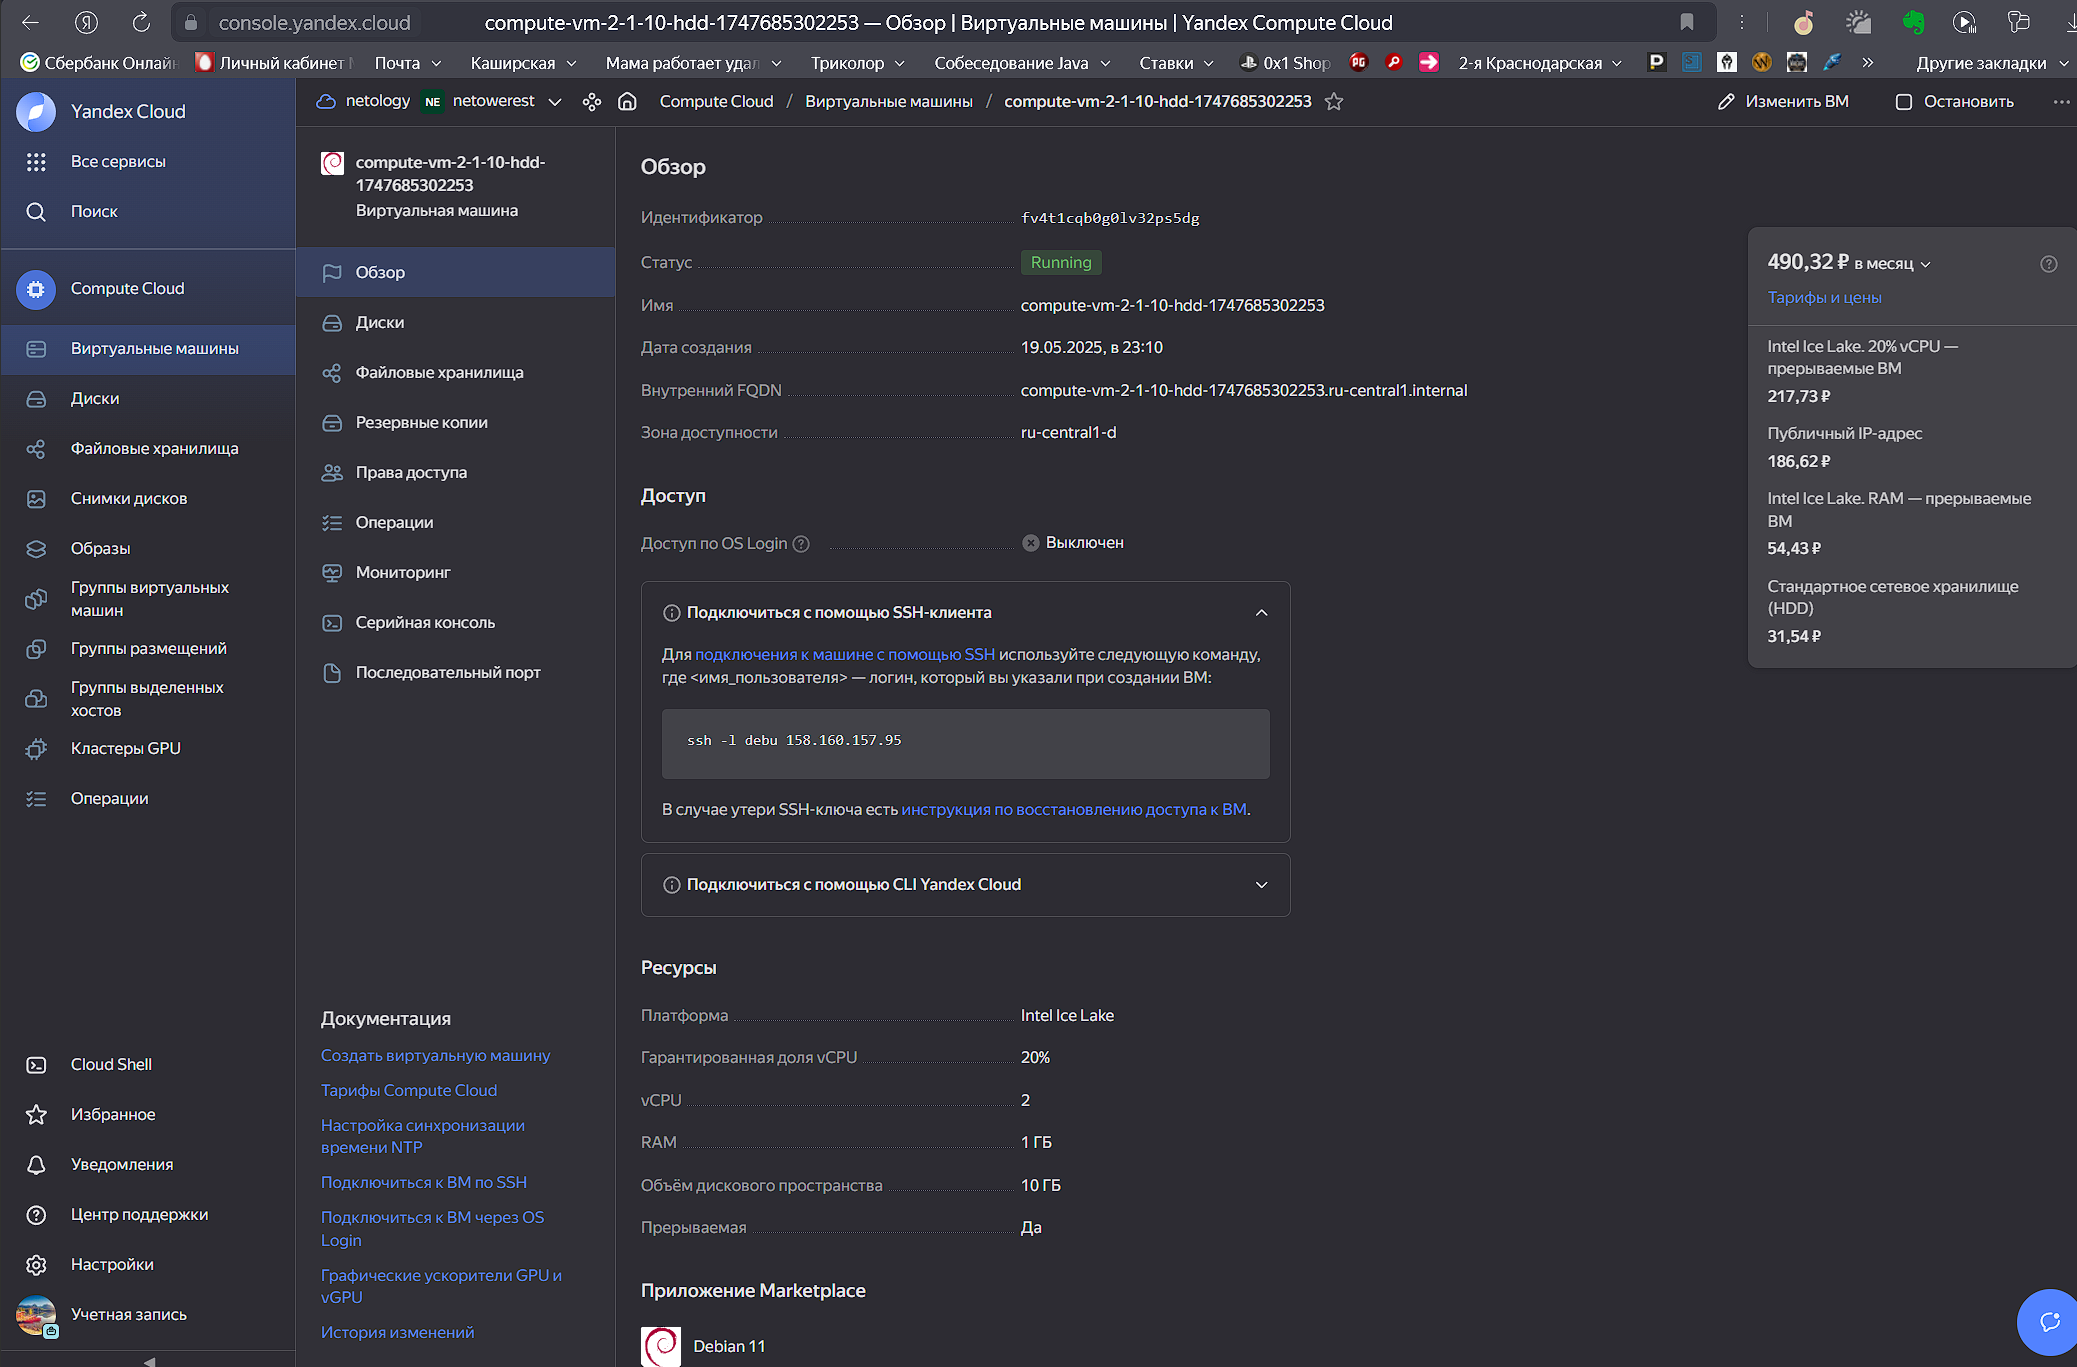 console.yandex.cloud
compute-vm-2-1-10-hdd-1747685302253 — Обзор | Виртуальные машины | Yandex Compute Cloud
Сбербанк Онлайн
Личный кабинет
Почта
Каширская
Мама работает удал
Триколор
Собеседование Java
Ставки
0x1 Shop
PG
2-я Краснодарская
P
»
Другие закладки
Yandex Cloud
Все сервисы
Поиск
Compute Cloud
Виртуальные машины
Диски
Файловые хранилища
Снимки дисков
Образы
Группы виртуальных
машин
Группы размещений
Группы выделенных
хостов
Кластеры GPU
Операции
Cloud Shell
Избранное
Уведомления
Центр поддержки
Настройки
Учетная запись
netology
NE
netowerest
Compute Cloud / Виртуальные машины / compute-vm-2-1-10-hdd-1747685302253
Изменить ВМ
Остановить
compute-vm-2-1-10-hdd-
1747685302253
Виртуальная машина
Обзор
Диски
Файловые хранилища
Резервные копии
Права доступа
Операции
Мониторинг
Серийная консоль
Последовательный порт
Документация
Создать виртуальную машину
Тарифы Compute Cloud
Настройка синхронизации
времени NTP
Подключиться к ВМ по SSH
Подключиться к ВМ через OS
Login
Графические ускорители GPU и
vGPU
История изменений
Обзор
Идентификатор fv4t1cqb0g0lv32ps5dg
Статус Running
Имя compute-vm-2-1-10-hdd-1747685302253
Дата создания 19.05.2025, в 23:10
Внутренний FQDN compute-vm-2-1-10-hdd-1747685302253.ru-central1.internal
Зона доступности ru-central1-d
Доступ
Доступ по OS Login Выключен
Подключиться с помощью SSH-клиента
Для подключения к машине с помощью SSH используйте следующую команду,
где <имя_пользователя> — логин, который вы указали при создании ВМ:
ssh -l debu 158.160.157.95
В случае утери SSH-ключа есть инструкция по восстановлению доступа к ВМ.
Подключиться с помощью CLI Yandex Cloud
Ресурсы
Платформа Intel Ice Lake
Гарантированная доля vCPU 20%
vCPU 2
RAM 1 ГБ
Объём дискового пространства 10 ГБ
Прерываемая Да
Приложение Marketplace
Debian 11
490,32 ₽ в месяц
Тарифы и цены
Intel Ice Lake. 20% vCPU —
прерываемые ВМ
217,73 ₽
Публичный IP-адрес
186,62 ₽
Intel Ice Lake. RAM — прерываемые
ВМ
54,43 ₽
Стандартное сетевое хранилище
(HDD)
31,54 ₽